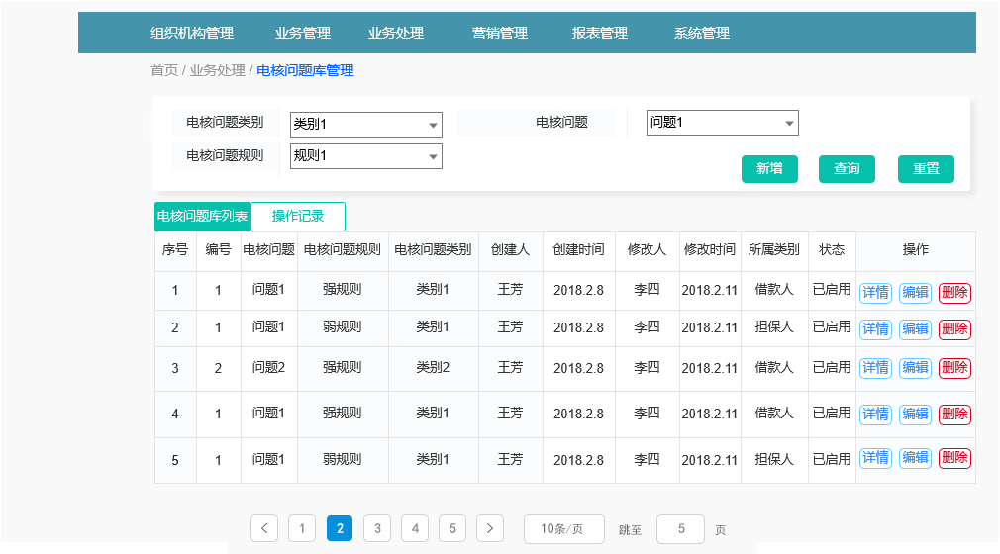 组织机构管理 业务管理 业务处理 营销管理 报表管理 系统管理
首页 / 业务处理 / 电核问题库管理
电核问题类别 类别1 电核问题 问题1
电核问题规则 规则1
新增 查询 重置
电核问题库列表 操作记录
序号 编号 电核问题 电核问题规则 电核问题类别 创建人 创建时间 修改人 修改时间 所属类别 状态 操作
1 1 问题1 强规则 类别1 王芳 2018.2.8 李四 2018.2.11 借款人 已启用 详情 编辑 删除
2 1 问题1 弱规则 类别1 王芳 2018.2.8 李四 2018.2.11 担保人 已启用 详情 编辑 删除
3 2 问题2 强规则 类别2 王芳 2018.2.8 李四 2018.2.11 借款人 已启用 详情 编辑 删除
4 1 问题1 强规则 类别1 王芳 2018.2.8 李四 2018.2.11 借款人 已启用 详情 编辑 删除
5 1 问题1 弱规则 类别1 王芳 2018.2.8 李四 2018.2.11 担保人 已启用 详情 编辑 删除
< 1 2 3 4 5 > 10条/页 跳至 5 页